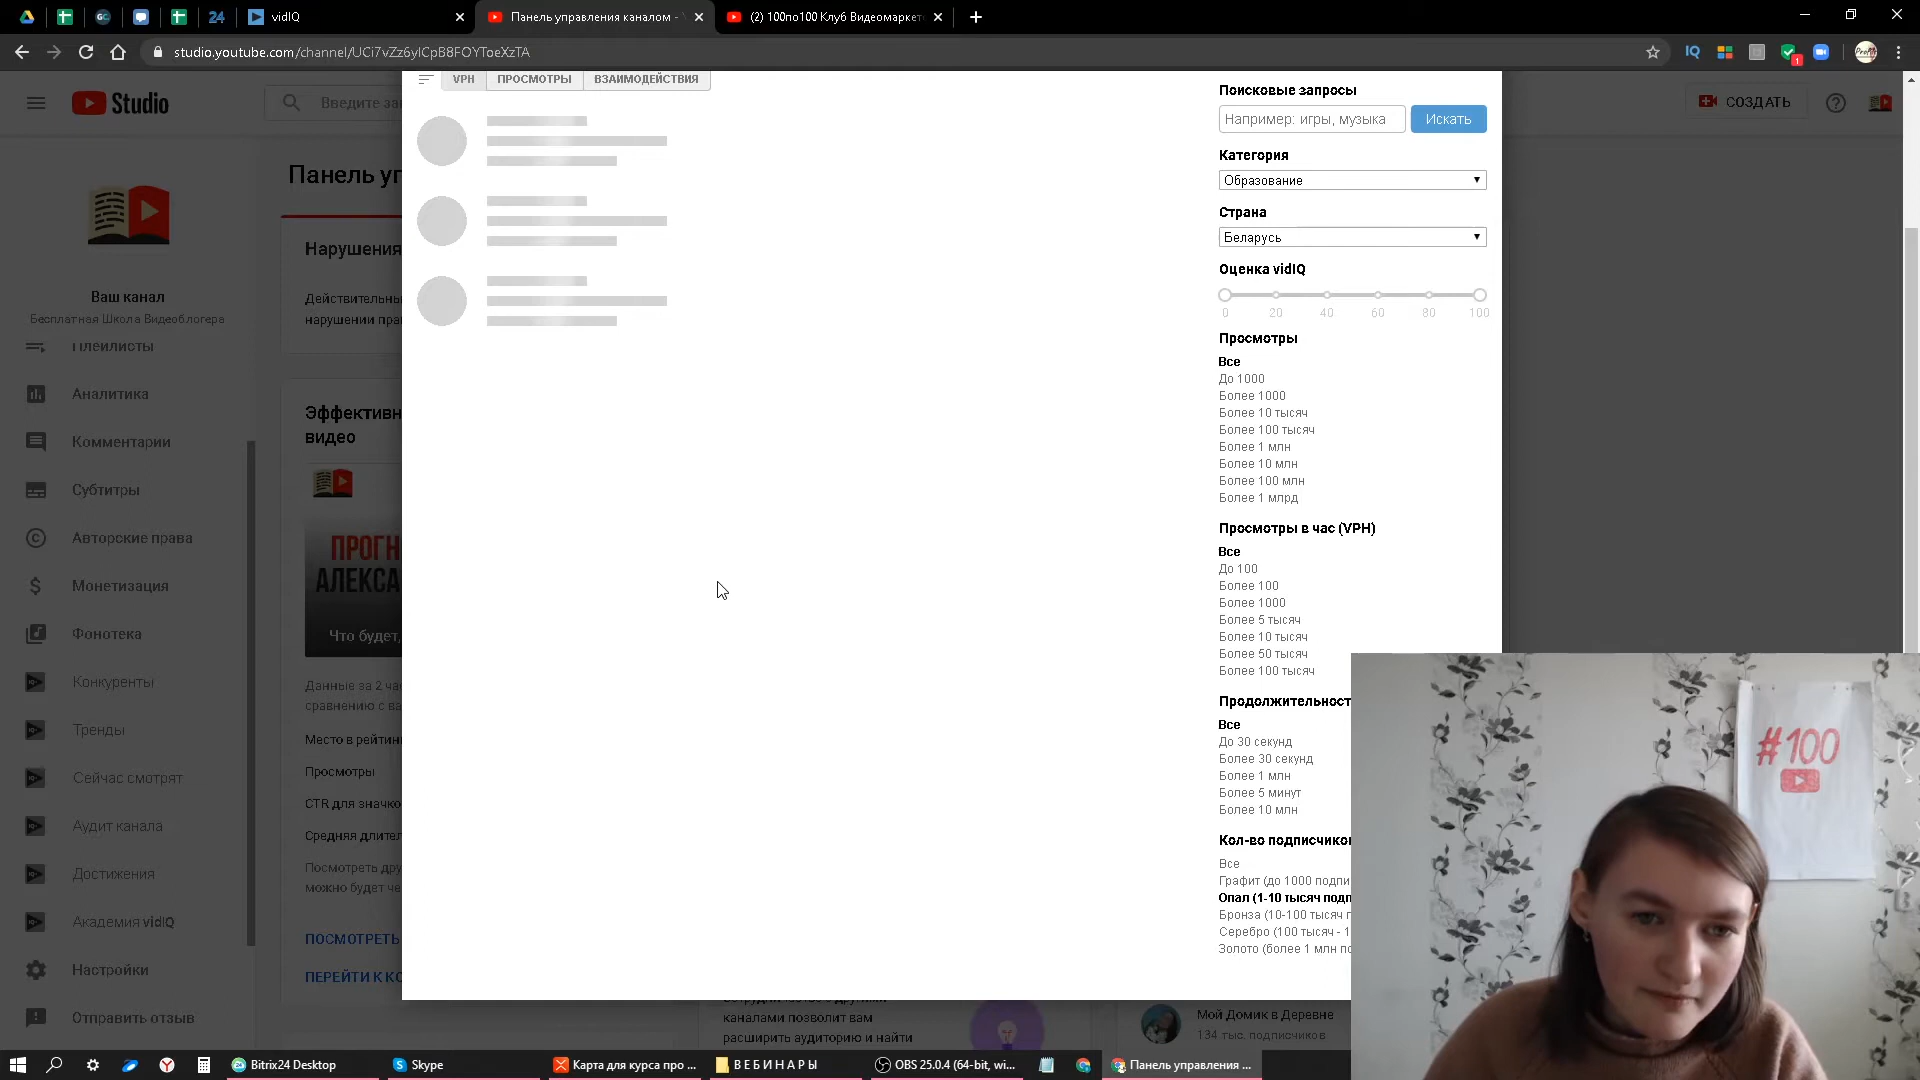 vidIQ
Панель управления каналом -
(2) 100по100 Клуб Видеомаркет
studio.youtube.com/channel/UCi7vZz6yICpB8FOYToeXzTA
Studio
Введите за
СОЗДАТЬ
VPH
ПРОСМОТРЫ
ВЗАИМОДЕЙСТВИЯ
Панель уп
Ваш канал
Бесплатная Школа Видеоблогера
Плейлисты
Аналитика
Комментарии
Субтитры
Авторские права
Монетизация
Фонотека
Конкуренты
Тренды
Сейчас смотрят
Аудит канала
Достижения
Академия vidIQ
Настройки
Отправить отзыв
Нарушения
Действительны
нарушении пра
Эффективн
видео
ПРОГН
АЛЕКСА
Что будет,
Данные за 2 час
сравнению с ва
Место в рейтин
Просмотры
CTR для значко
Средняя длител
Посмотреть дру
можно будет че
ПОСМОТРЕТЬ
ПЕРЕЙТИ К КО
Поисковые запросы
Например: игры, музыка
Искать
Категория
Образование
Страна
Беларусь
Оценка vidIQ
0 20 40 60 80 100
Просмотры
Все
До 1000
Более 1000
Более 10 тысяч
Более 100 тысяч
Более 1 млн
Более 10 млн
Более 100 млн
Более 1 млрд
Просмотры в час (VPH)
Все
До 100
Более 100
Более 1000
Более 5 тысяч
Более 10 тысяч
Более 50 тысяч
Более 100 тысяч
Продолжительност
Все
До 30 секунд
Более 30 секунд
Более 1 млн
Более 5 минут
Более 10 млн
Кол-во подписчиков
Все
Графит (до 1000 подпи
Опал (1-10 тысяч подп
Бронза (10-100 тысяч п
Серебро (100 тысяч - 1
Золото (более 1 млн по
каналами позволит вам
расширить аудиторию и найти
Мой Домик в Деревне
134 тыс. подписчиков
#100
Bitrix24 Desktop
Skype
Карта для курса про ...
В Е Б И Н А Р Ы
OBS 25.0.4 (64-bit, wi...
Панель управления ...